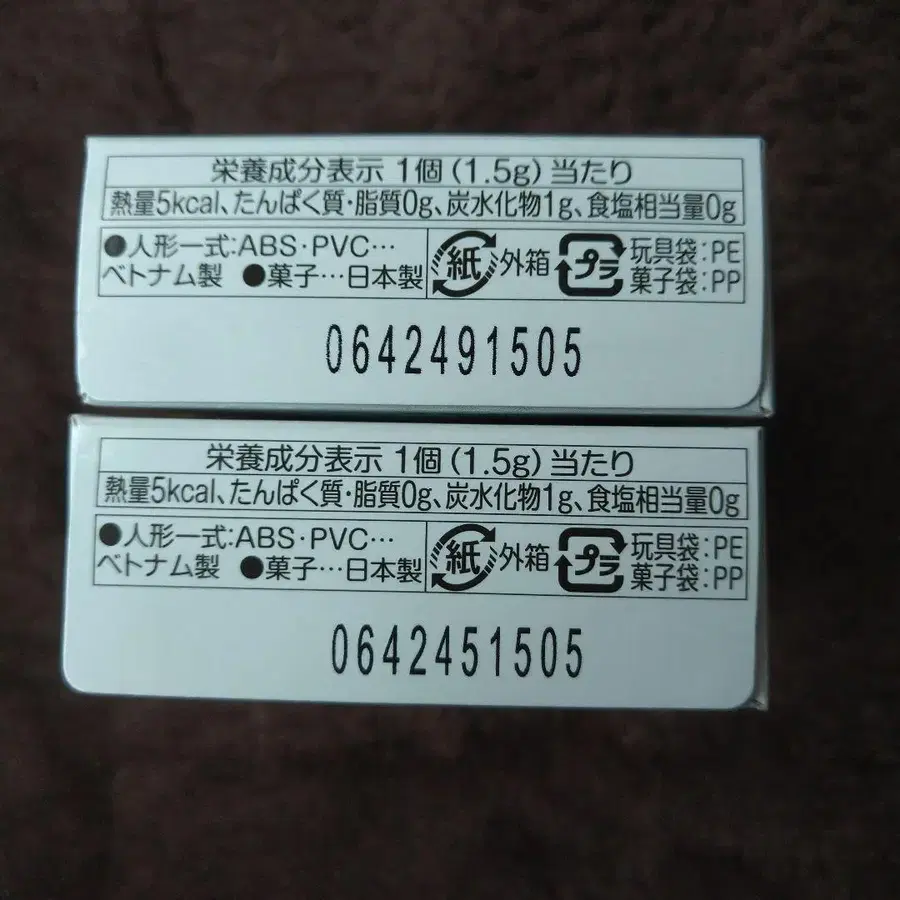 栄養成分表示 1個(1.5g)当たり
熱量5kcal、たんぱく質・脂質0g、炭水化物1g、食塩相当量0g
●人形一式:ABS・PVC…
ベトナム製 ●菓子…日本製
紙 外箱
プラ
玩具袋:PE
菓子袋:PP
0642491505
栄養成分表示 1個(1.5g)当たり
熱量5kcal、たんぱく質・脂質0g、炭水化物1g、食塩相当量0g
●人形一式:ABS・PVC…
ベトナム製 ●菓子…日本製
紙 外箱
プラ
玩具袋:PE
菓子袋:PP
0642451505